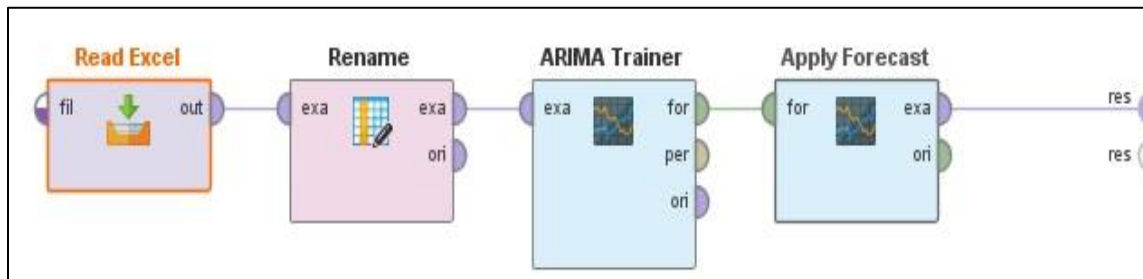 Read Excel Rename ARIMA Trainer Apply Forecast
fil out exa exa exa for for exa res
ori per ori res
ori